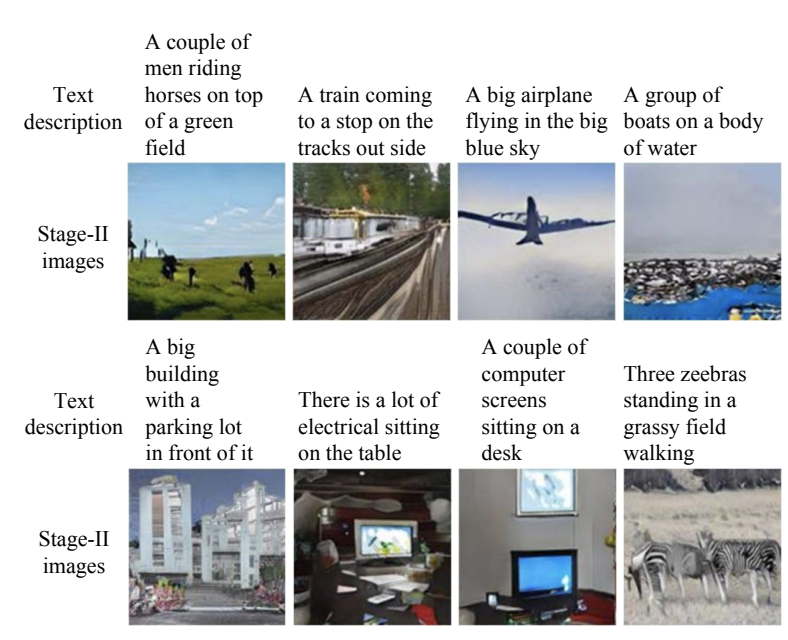 Text
description
A couple of
men riding
horses on top
of a green
field
A train coming
to a stop on the
tracks out side
A big airplane
flying in the big
blue sky
A group of
boats on a body
of water
Stage-II
images
Text
description
A big
building
with a
parking lot
in front of it
There is a lot of
electrical sitting
on the table
A couple of
computer
screens
sitting on a
desk
Three zeebras
standing in a
grassy field
walking
Stage-II
images